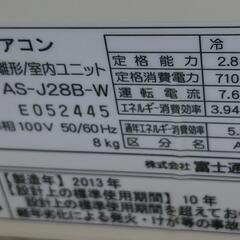 アコン
離形/室内ユニット
AS-J28B-W
E052445
相100V 50/60Hz
8kg
冷
定格能力 2.8
定格消費電力 710
運転電流 7.6
エネルギー消費効率 3.94
通年エネルギー消費効率 5.
区分名 A
株式会社 富士通
【製造年】2013年
【設計上の標準使用期間】10年
設計上の標準使用期間を超えてお
年劣化による発火・けが等の事故